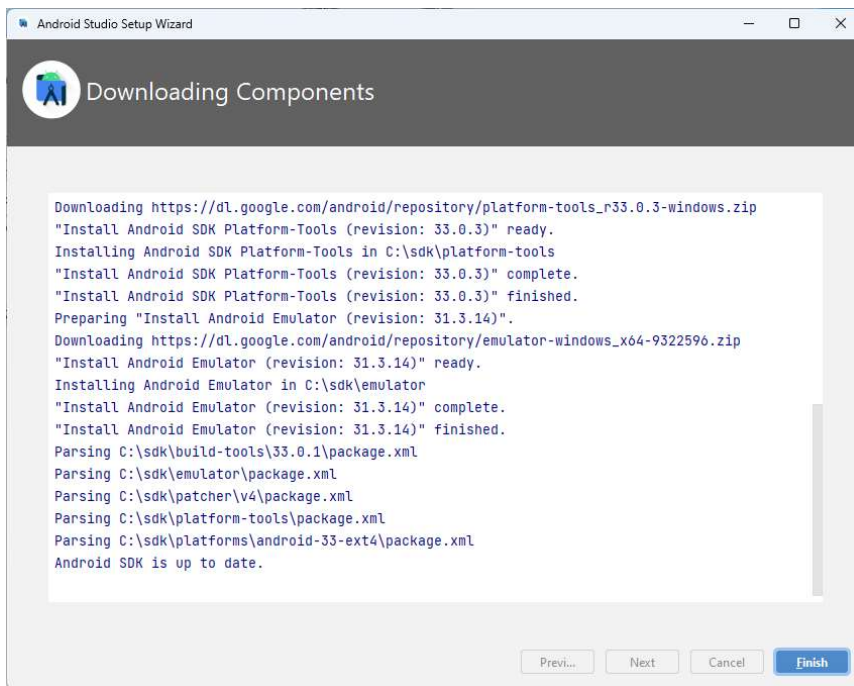 Android Studio Setup Wizard
Downloading Components
Downloading https://dl.google.com/android/repository/platform-tools_r33.0.3-windows.zip
"Install Android SDK Platform-Tools (revision: 33.0.3)" ready.
Installing Android SDK Platform-Tools in C:\sdk\platform-tools
"Install Android SDK Platform-Tools (revision: 33.0.3)" complete.
"Install Android SDK Platform-Tools (revision: 33.0.3)" finished.
Preparing "Install Android Emulator (revision: 31.3.14)".
Downloading https://dl.google.com/android/repository/emulator-windows_x64-9322596.zip
"Install Android Emulator (revision: 31.3.14)" ready.
Installing Android Emulator in C:\sdk\emulator
"Install Android Emulator (revision: 31.3.14)" complete.
"Install Android Emulator (revision: 31.3.14)" finished.
Parsing C:\sdk\build-tools\33.0.1\package.xml
Parsing C:\sdk\emulator\package.xml
Parsing C:\sdk\patcher\v4\package.xml
Parsing C:\sdk\platform-tools\package.xml
Parsing C:\sdk\platforms\android-33-ext4\package.xml
Android SDK is up to date.
Previ... Next Cancel Finish